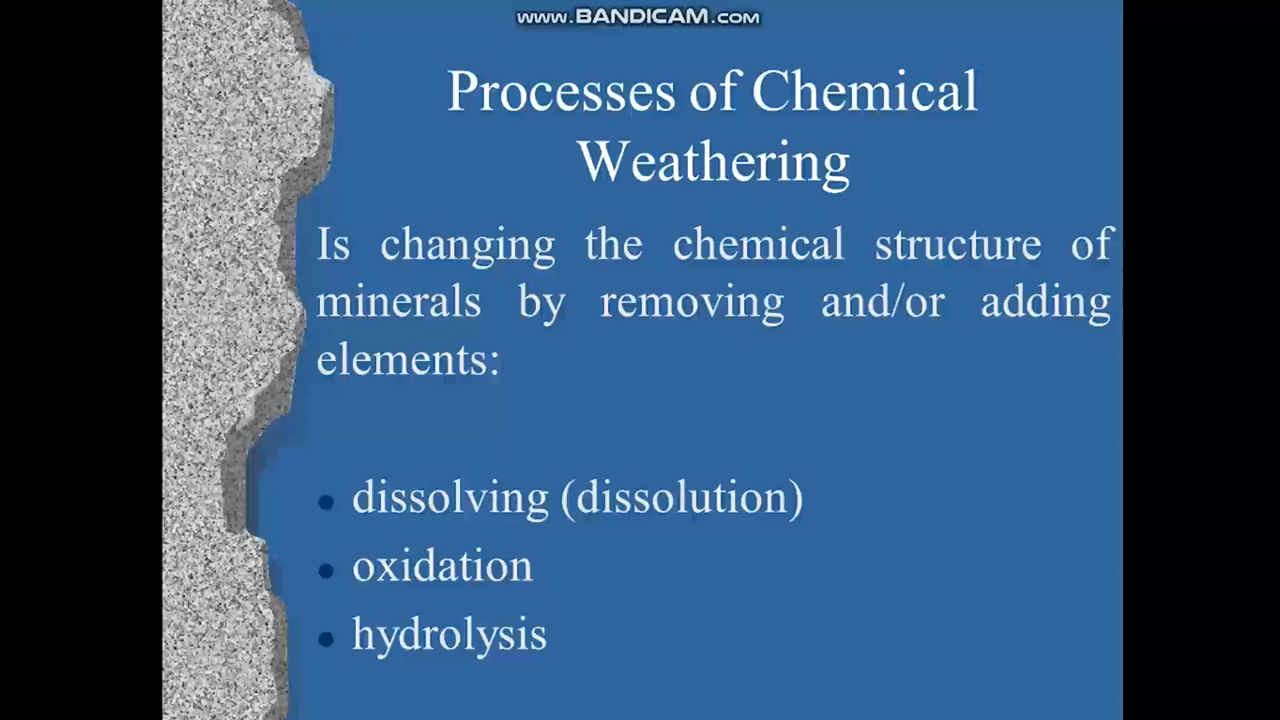 www.BANDICAM.com
Processes of Chemical
Weathering
Is changing the chemical structure of
minerals by removing and/or adding
elements:
• dissolving (dissolution)
• oxidation
• hydrolysis